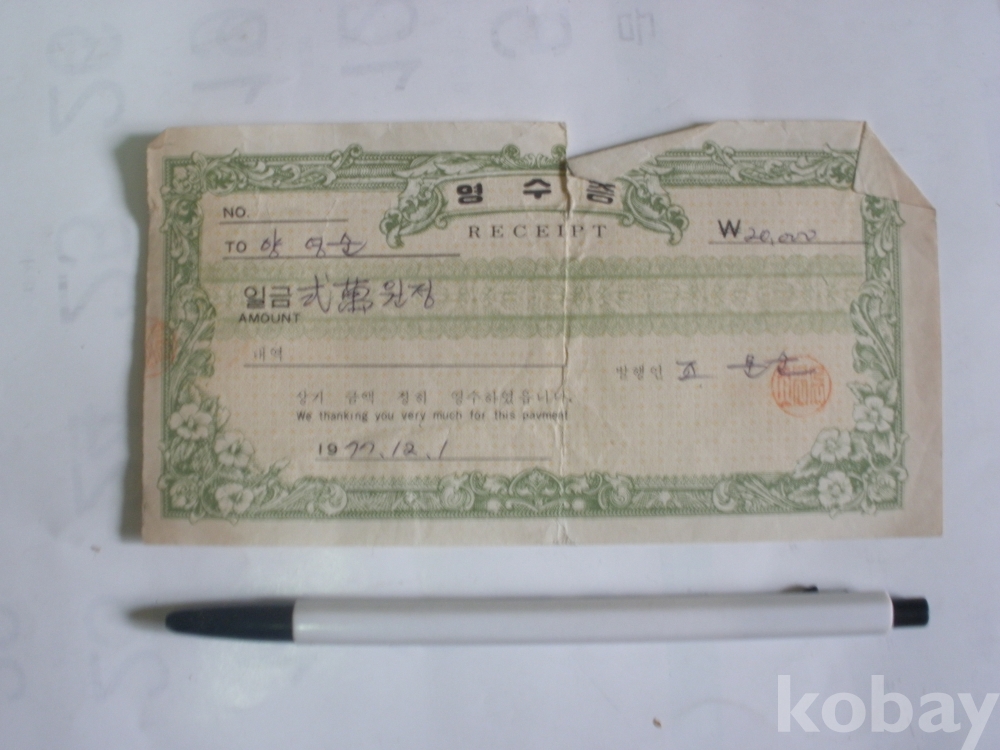 영 수 증
RECEIPT
NO.
₩20,000
TO 양 영순
일금 弍萬 원정
AMOUNT
내역
발행인 조
상기 금액 정히 영수하였읍니다.
We thanking you very much for this payment
1977.12.1
kobay